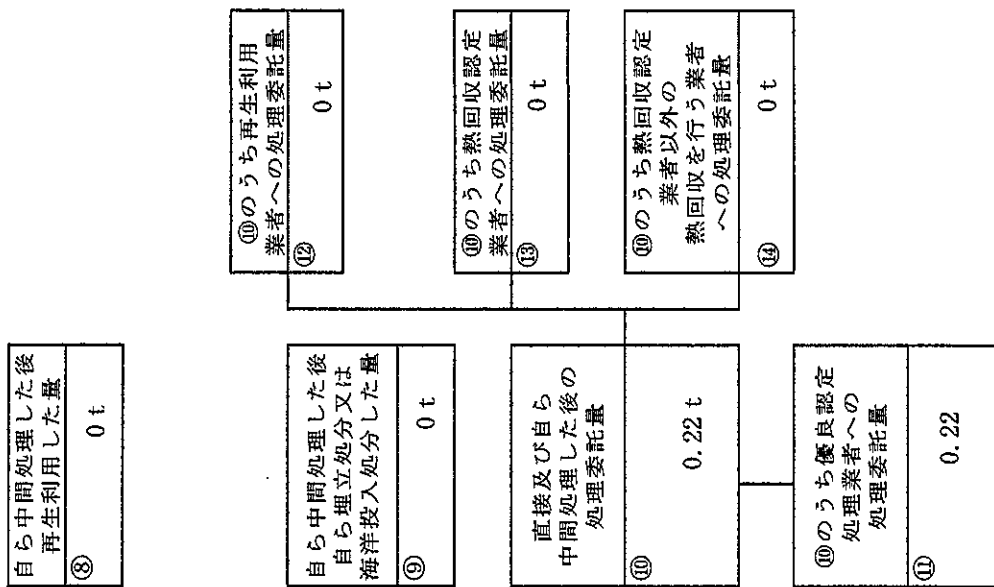 自ら中間処理した後
再生利用した量
⑧
0 t
自ら中間処理した後
自ら埋立処分又は
海洋投入処分した量
⑨
0 t
直接及び自ら
中間処理した後の
処理委託量
⑩
0.22 t
⑩のうち優良認定
処理業者への
処理委託量
⑪
0.22
⑩のうち再生利用
業者への処理委託量
⑫
0 t
⑩のうち熱回収認定
業者への処理委託量
⑬
0 t
⑩のうち熱回収認定
業者以外の
熱回収を行う業者
への処理委託量
⑭
0 t